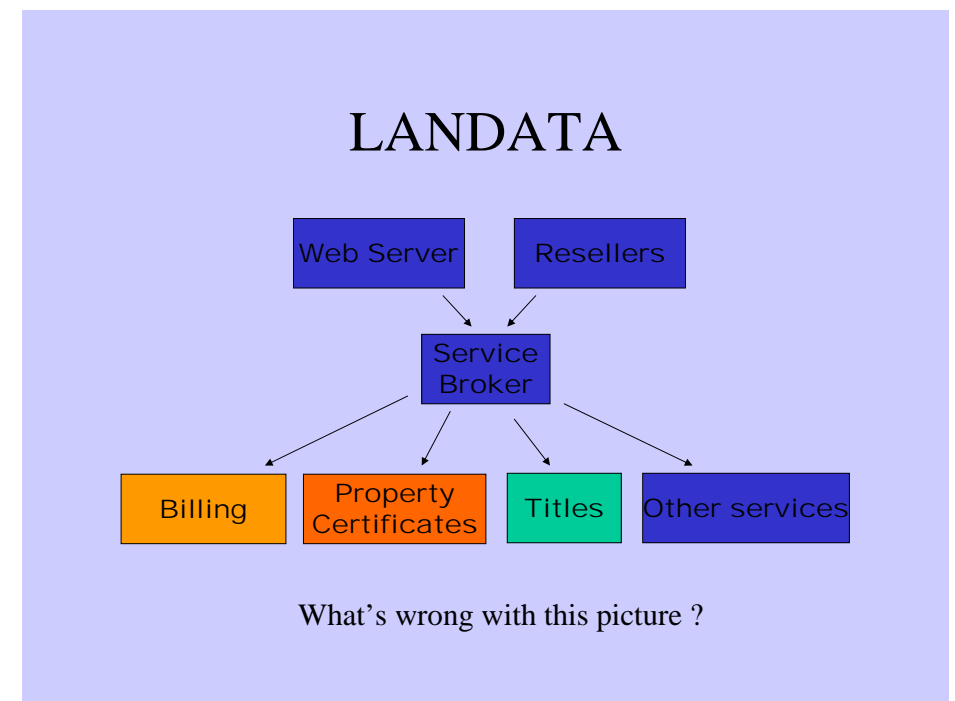 LANDATA
Web Server
Resellers
Service
Broker
Billing
Property
Certificates
Titles
Other services
What's wrong with this picture ?